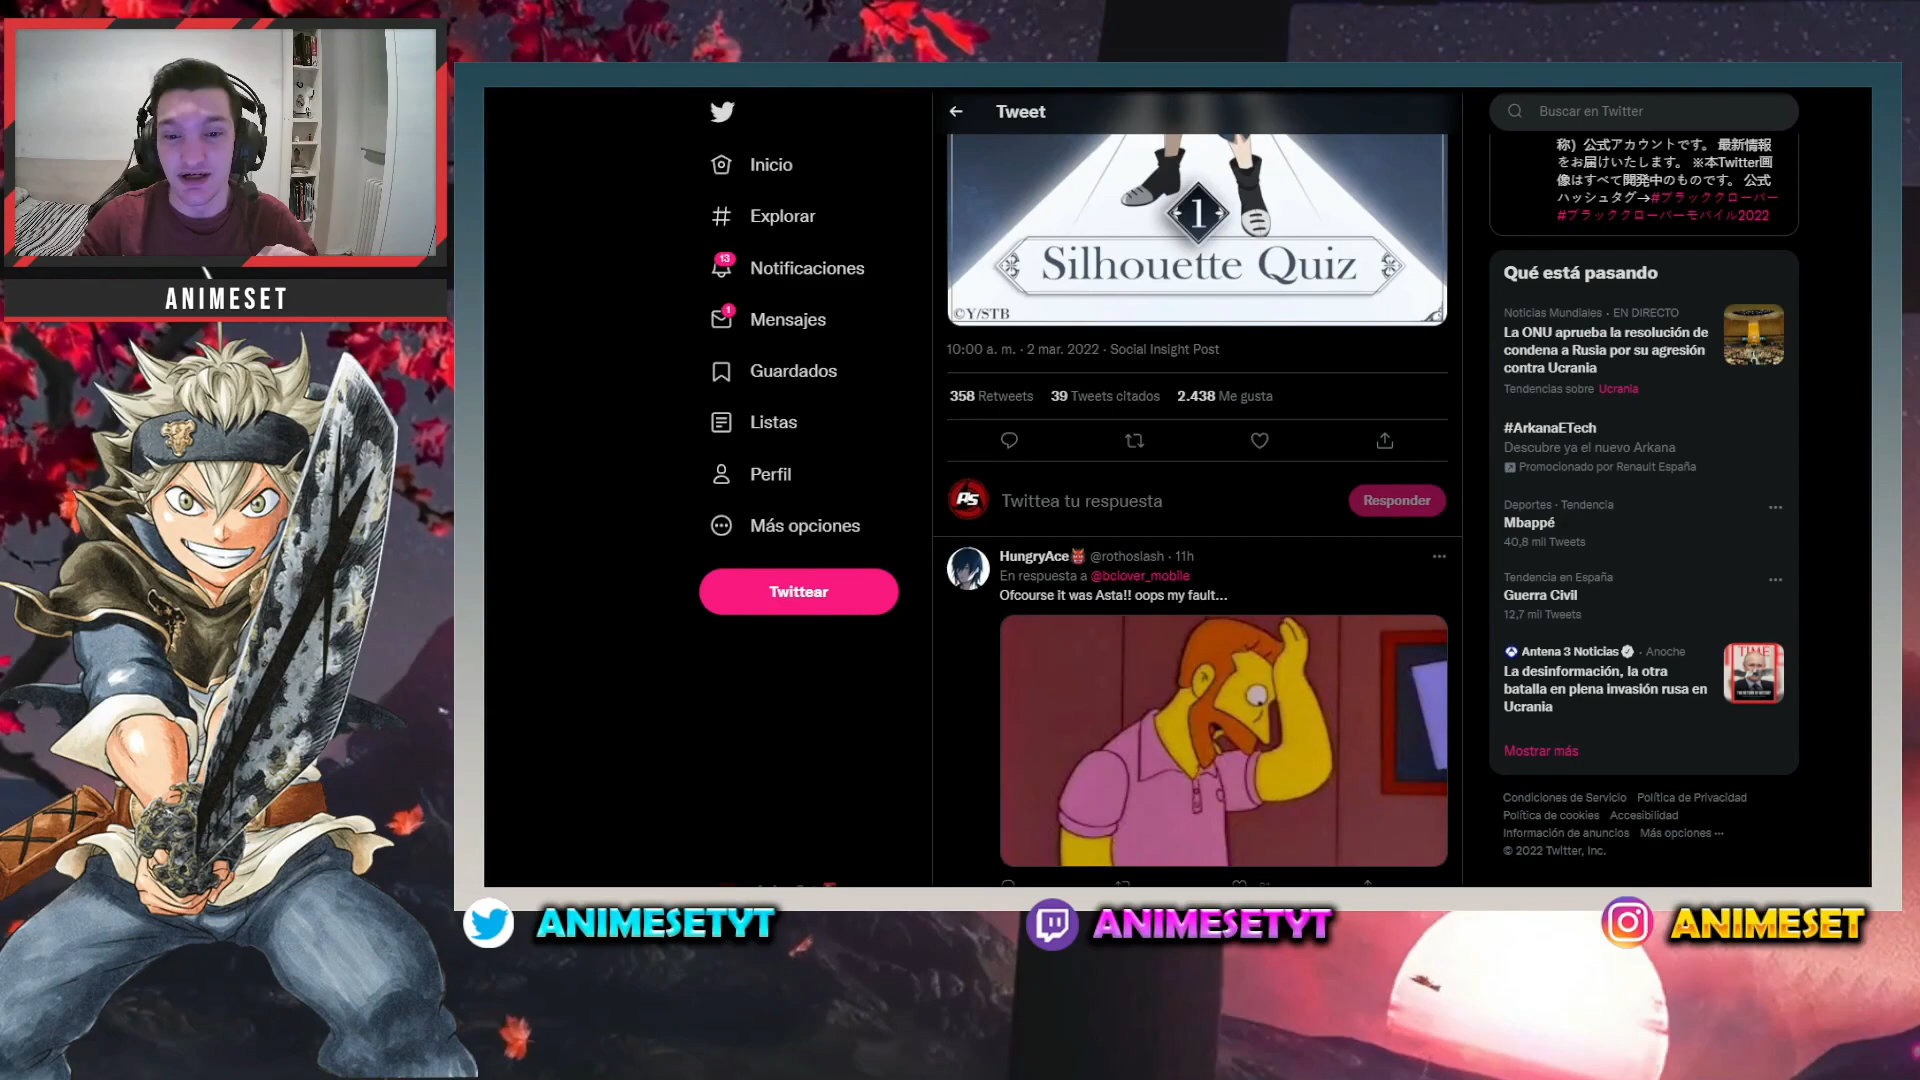 ANIMESET
Inicio
Explorar
13
Notificaciones
1
Mensajes
Guardados
Listas
Perfil
Más opciones
Twittear
Tweet
1
Silhouette Quiz
©Y/STB
10:00 a. m. · 2 mar. 2022 · Social Insight Post
358 Retweets 39 Tweets citados 2.438 Me gusta
AS
Twittea tu respuesta
Responder
HungryAce👹 @rothoslash · 11h
En respuesta a @bclover_mobile
Ofcourse it was Asta!! oops my fault...
Buscar en Twitter
称）公式アカウントです。 最新情報
をお届けいたします。 ※本Twitter画
像はすべて開発中のものです。 公式
ハッシュタグ→#ブラッククローバー
#ブラッククローバーモバイル2022
Qué está pasando
Noticias Mundiales · EN DIRECTO
La ONU aprueba la resolución de
condena a Rusia por su agresión
contra Ucrania
Tendencias sobre Ucrania
#ArkanaETech
Descubre ya el nuevo Arkana
Promocionado por Renault España
Deportes · Tendencia
Mbappé
40,8 mil Tweets
Tendencia en España
Guerra Civil
12,7 mil Tweets
Antena 3 Noticias · Anoche
La desinformación, la otra
batalla en plena invasión rusa en
Ucrania
TIME
Mostrar más
Condiciones de Servicio Política de Privacidad
Política de cookies Accesibilidad
Información de anuncios Más opciones ···
© 2022 Twitter, Inc.
ANIMESETYT
ANIMESETYT
ANIMESET